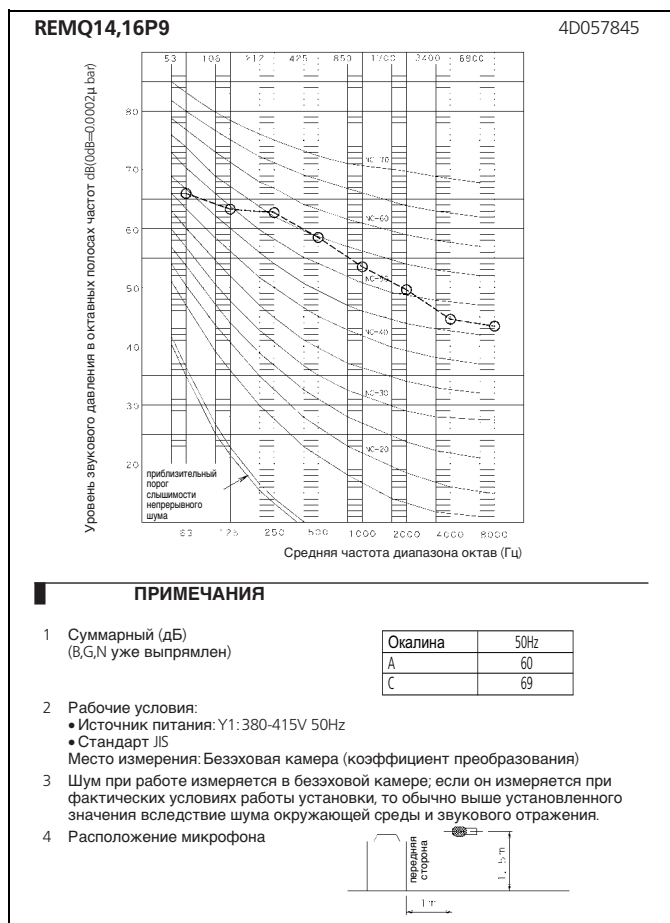 REMQ14,16P9 4D057845
53 106 212 425 850 1700 3400 6800
Уровень звукового давления в октавных полосах частот dB(0dB=0.0002µ bar)
80
70
60
50
40
30
20
NC-70
NC-60
NC-50
NC-40
NC-30
NC-20
приблизительный
порог
слышимости
непрерывного
шума
63 125 250 500 1000 2000 4000 8000
Средняя частота диапазона октав (Гц)
ПРИМЕЧАНИЯ
1 Суммарный (дБ)
(B,G,N уже выпрямлен)
Окалина 50Hz
A 60
C 69
2 Рабочие условия:
• Источник питания: Y1: 380-415V 50Hz
• Стандарт JIS
Место измерения: Безэховая камера (коэффициент преобразования)
3 Шум при работе измеряется в безэховой камере; если он измеряется при
фактических условиях работы установки, то обычно выше установленного
значения вследствие шума окружающей среды и звукового отражения.
4 Расположение микрофона
передняя
сторона
1.5m
1m